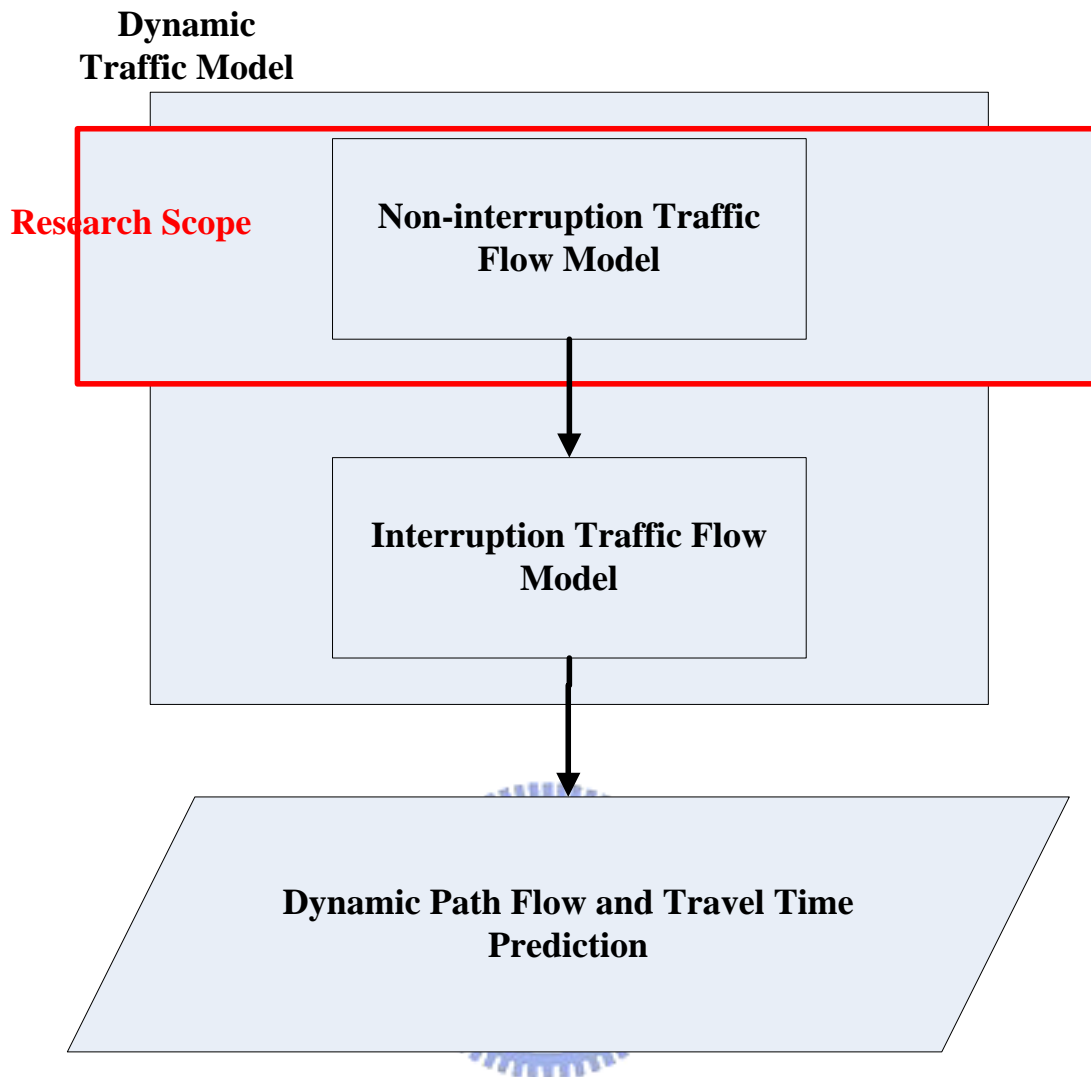 Dynamic
Traffic Model
Research Scope
Non-interruption Traffic
Flow Model
Interruption Traffic Flow
Model
Dynamic Path Flow and Travel Time
Prediction